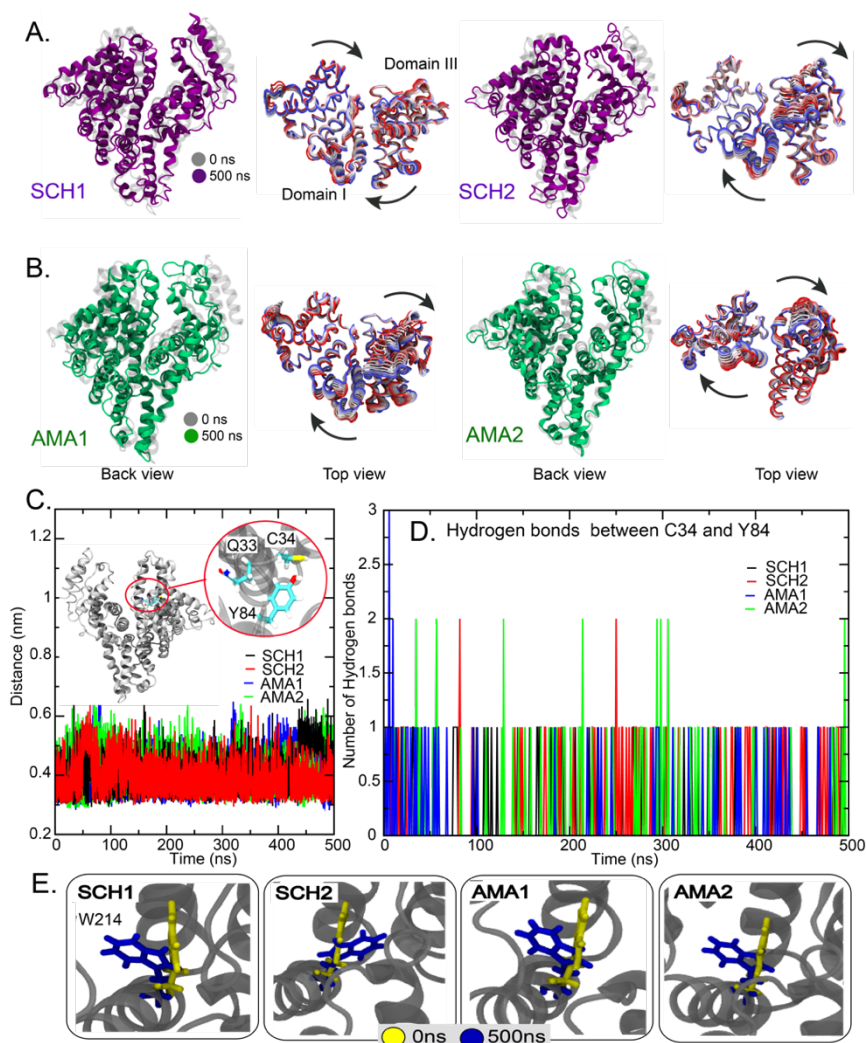 A.
Domain III
0 ns
500 ns
SCH1
Domain I
SCH2
B.
0 ns
500 ns
AMA1
AMA2
Back view
Top view
Back view
Top view
C.
1.2
1
0.8
0.6
0.4
0.2
Distance (nm)
Q33
C34
Y84
SCH1
SCH2
AMA1
AMA2
0
100
200
300
400
500
Time (ns)
D. Hydrogen bonds between C34 and Y84
3
2.5
2
1.5
1
0.5
0
Number of Hydrogen bonds
SCH1
SCH2
AMA1
AMA2
0
100
200
300
400
500
Time (ns)
E.
SCH1
W214
SCH2
AMA1
AMA2
0ns
500ns